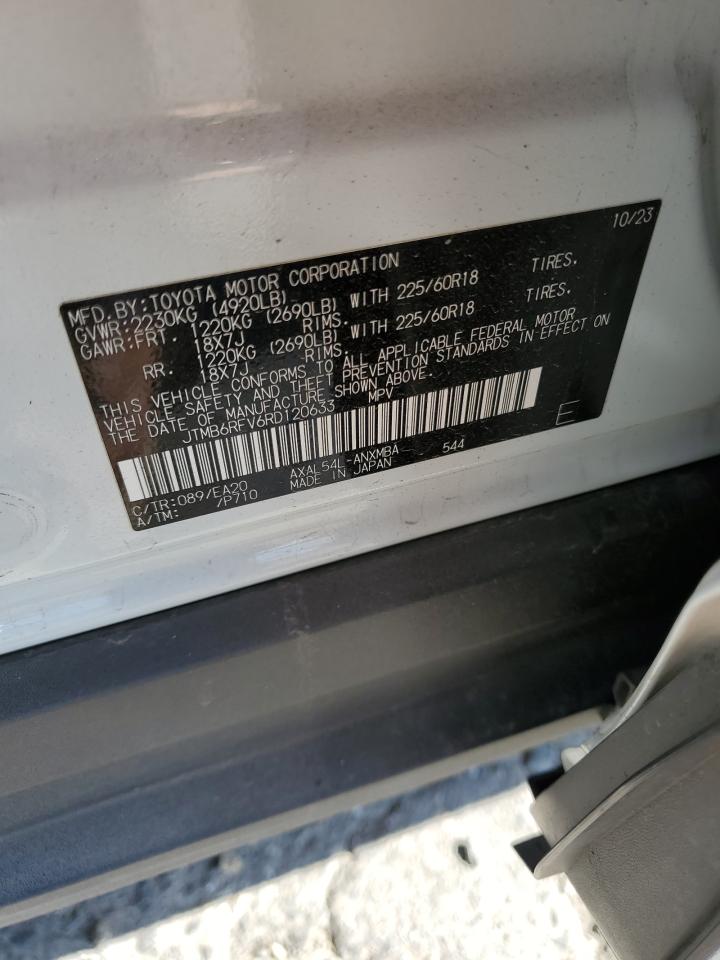 10/23
MFD.BY:TOYOTA MOTOR CORPORATION
GVWR:2230KG (4920LB)
GAWR:FRT. 1220KG (2690LB) WITH 225/60R18 TIRES.
18X7J RIMS.
RR. 1220KG (2690LB) WITH 225/60R18 TIRES.
18X7J RIMS.
THIS VEHICLE CONFORMS TO ALL APPLICABLE FEDERAL MOTOR
VEHICLE SAFETY AND THEFT PREVENTION STANDARDS IN EFFECT ON
THE DATE OF MANUFACTURE SHOWN ABOVE.
JTMB6RFV6RD120633 MPV
E
C/TR:089/EA20 AXAL54L-ANXMBA 544
A/TM: /P710 MADE IN JAPAN